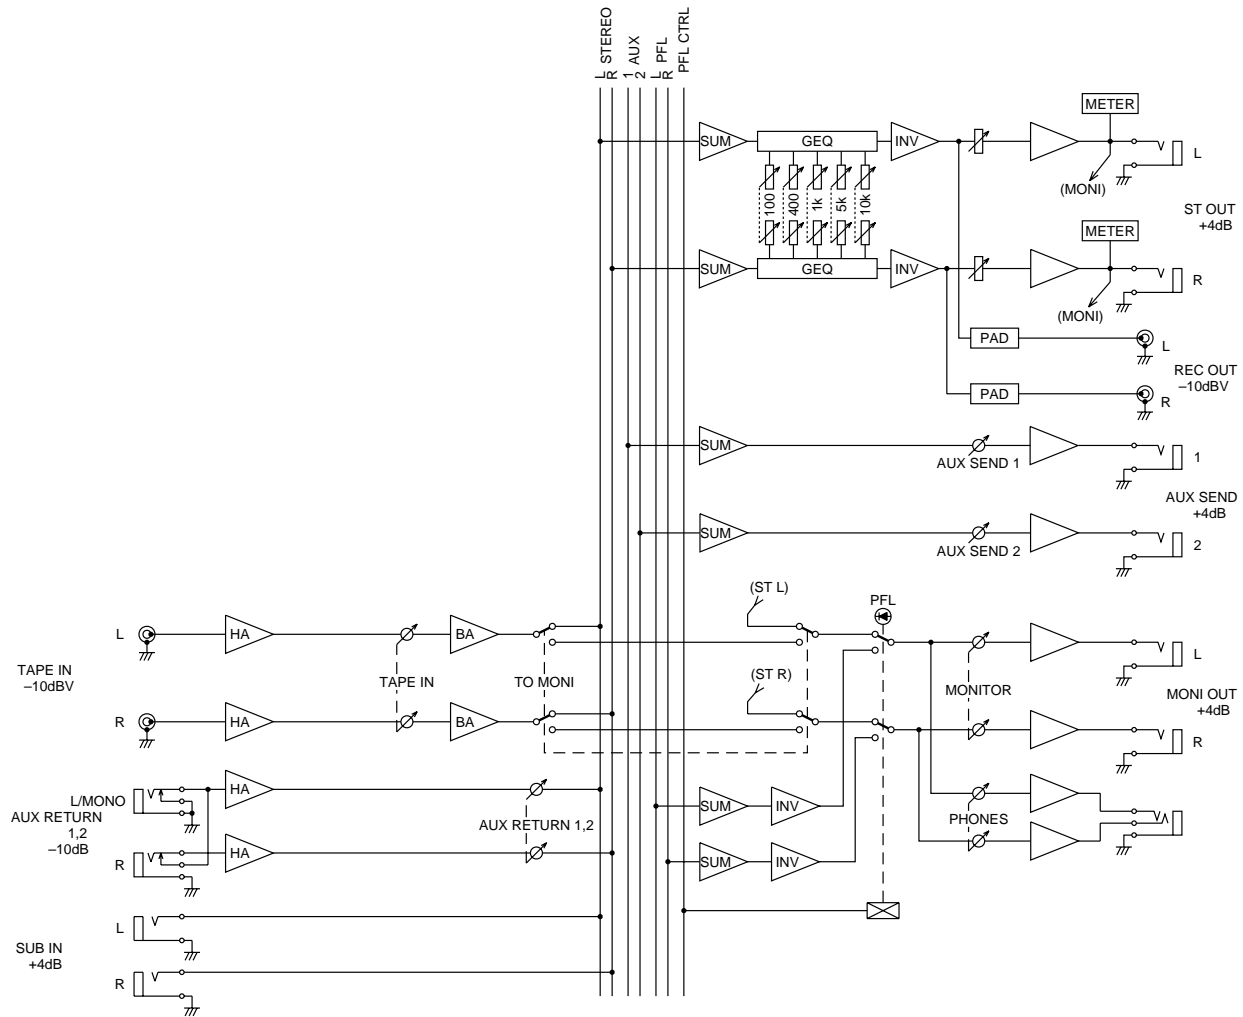 L STEREO
R
1 AUX
2
L PFL
R
PFL CTRL
METER
SUM
GEQ
INV
L
(MONI)
100
400
1k
5k
10k
ST OUT
+4dB
METER
SUM
GEQ
INV
R
(MONI)
PAD
L
REC OUT
–10dBV
PAD
R
SUM
AUX SEND 1
1
AUX SEND
+4dB
SUM
AUX SEND 2
2
(ST L)
PFL
L
HA
BA
L
TAPE IN
–10dBV
TAPE IN
TO MONI
(ST R)
MONITOR
MONI OUT
+4dB
R
HA
BA
R
L/MONO
HA
AUX RETURN
1,2
–10dB
AUX RETURN 1,2
SUM
INV
PHONES
R
HA
SUM
INV
L
SUB IN
+4dB
R